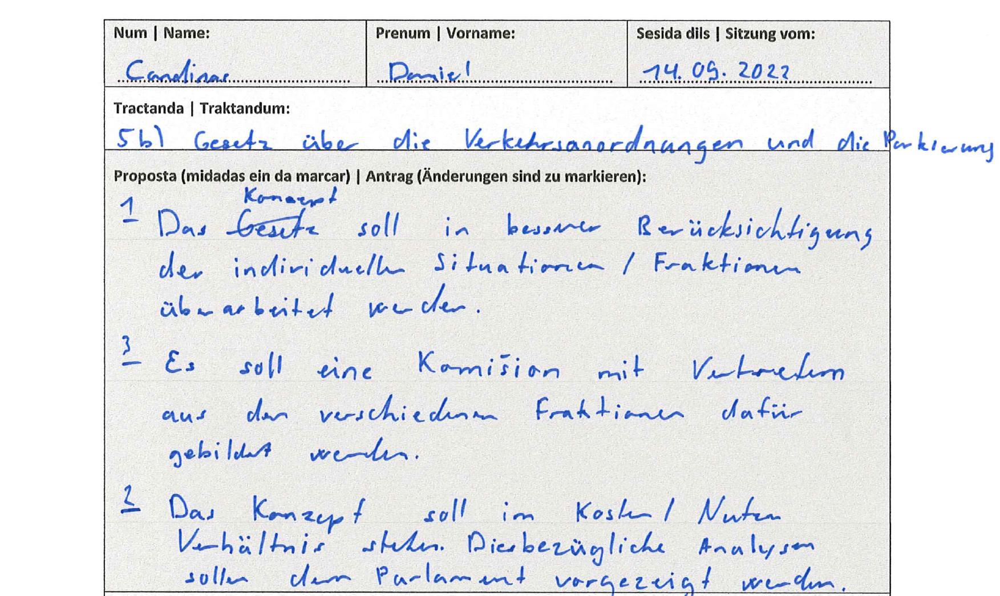 Num | Name:
Candinas
Prenum | Vorname:
Daniel
Sesida dils | Sitzung vom:
14. 09. 2022
Tractanda | Traktandum:
5b) Gesetz über die Verkehrsanordnungen und die Parkierung
Proposta (midadas ein da marcar) | Antrag (Änderungen sind zu markieren):
Konzept
1 Das Gesetz soll in besserer Berücksichtigung
der individuellen Situationen / Fraktionen
überarbeitet werden.
3 Es soll eine Komision mit Vertretern
aus den verschiedenen Fraktionen dafür
gebildet werden.
2 Das Konzept soll im Kosten / Nutzen
Verhältnis stehen. Diesbezügliche Analysen
sollen dem Parlament vorgezeigt werden.